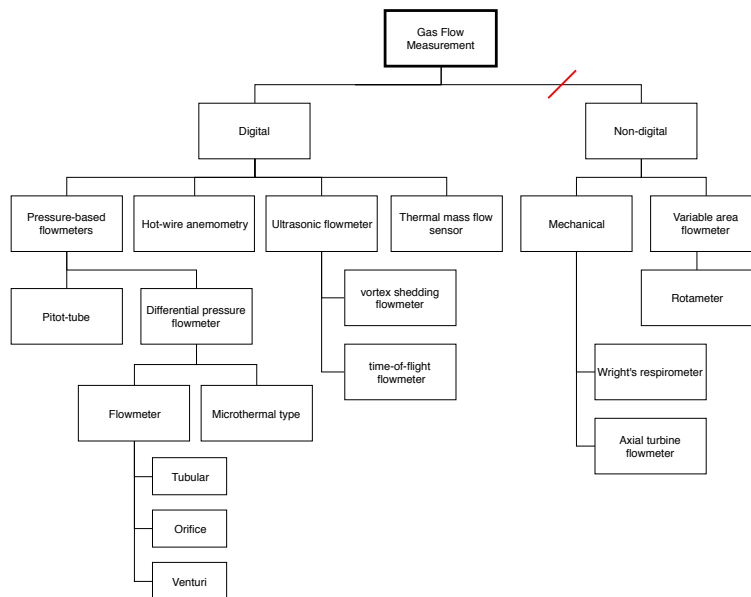 Gas Flow
Measurement
Digital
Non-digital
Pressure-based
flowmeters
Hot-wire anemometry
Ultrasonic flowmeter
Thermal mass flow
sensor
Mechanical
Variable area
flowmeter
Pitot-tube
Differential pressure
flowmeter
vortex shedding
flowmeter
Rotameter
time-of-flight
flowmeter
Wright's respirometer
Flowmeter
Microthermal type
Axial turbine
flowmeter
Tubular
Orifice
Venturi